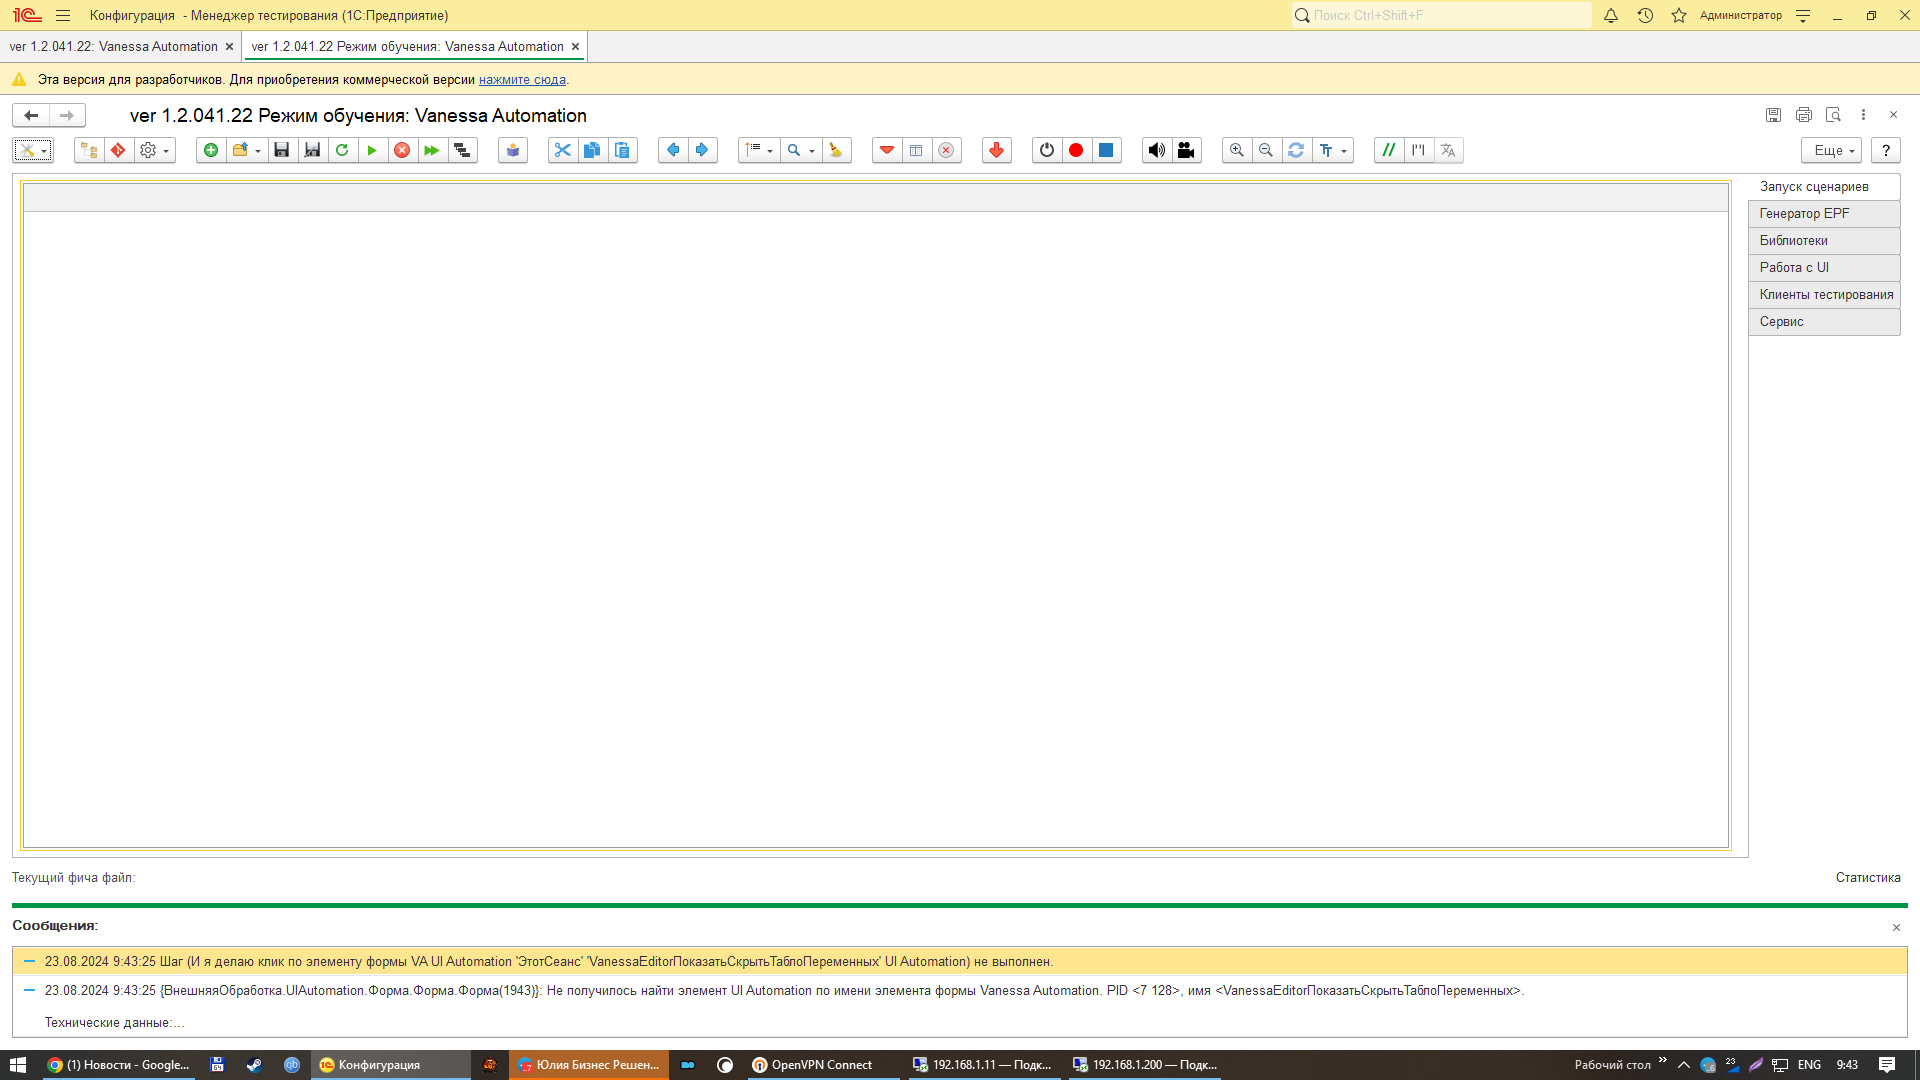 Конфигурация - Менеджер тестирования (1С:Предприятие)
Поиск Ctrl+Shift+F
Администратор
ver 1.2.041.22: Vanessa Automation
ver 1.2.041.22 Режим обучения: Vanessa Automation
Эта версия для разработчиков. Для приобретения коммерческой версии нажмите сюда.
ver 1.2.041.22 Режим обучения: Vanessa Automation
Еще
?
Запуск сценариев
Генератор EPF
Библиотеки
Работа с UI
Клиенты тестирования
Сервис
Текущий фича файл:
Статистика
Сообщения:
23.08.2024 9:43:25 Шаг (И я делаю клик по элементу формы VA UI Automation 'ЭтотСеанс' 'VanessaEditorПоказатьСкрытьТаблоПеременных' UI Automation) не выполнен.
23.08.2024 9:43:25 {ВнешняяОбработка.UIAutomation.Форма.Форма.Форма(1943)}: Не получилось найти элемент UI Automation по имени элемента формы Vanessa Automation. PID <7 128>, имя <VanessaEditorПоказатьСкрытьТаблоПеременных>.
Технические данные:...
(1) Новости - Google...
Конфигурация
Юлия Бизнес Решен...
OpenVPN Connect
192.168.1.11 — Подк...
192.168.1.200 — Подк...
Рабочий стол
23
ENG
9:43